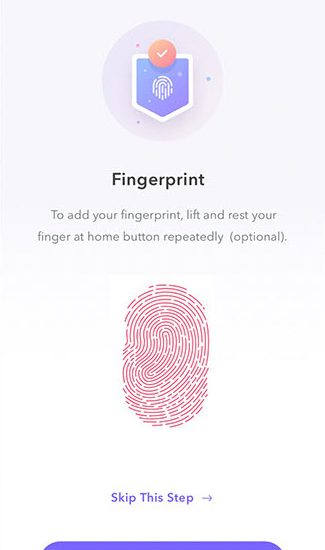 Fingerprint
To add your fingerprint, lift and rest your
finger at home button repeatedly (optional).
Skip This Step →